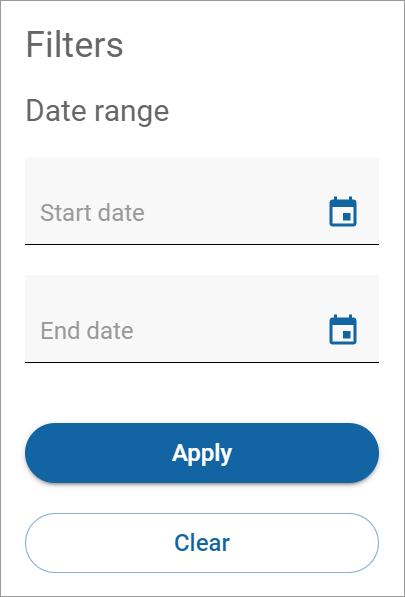 Filters
Date range
Start date
End date
Apply
Clear